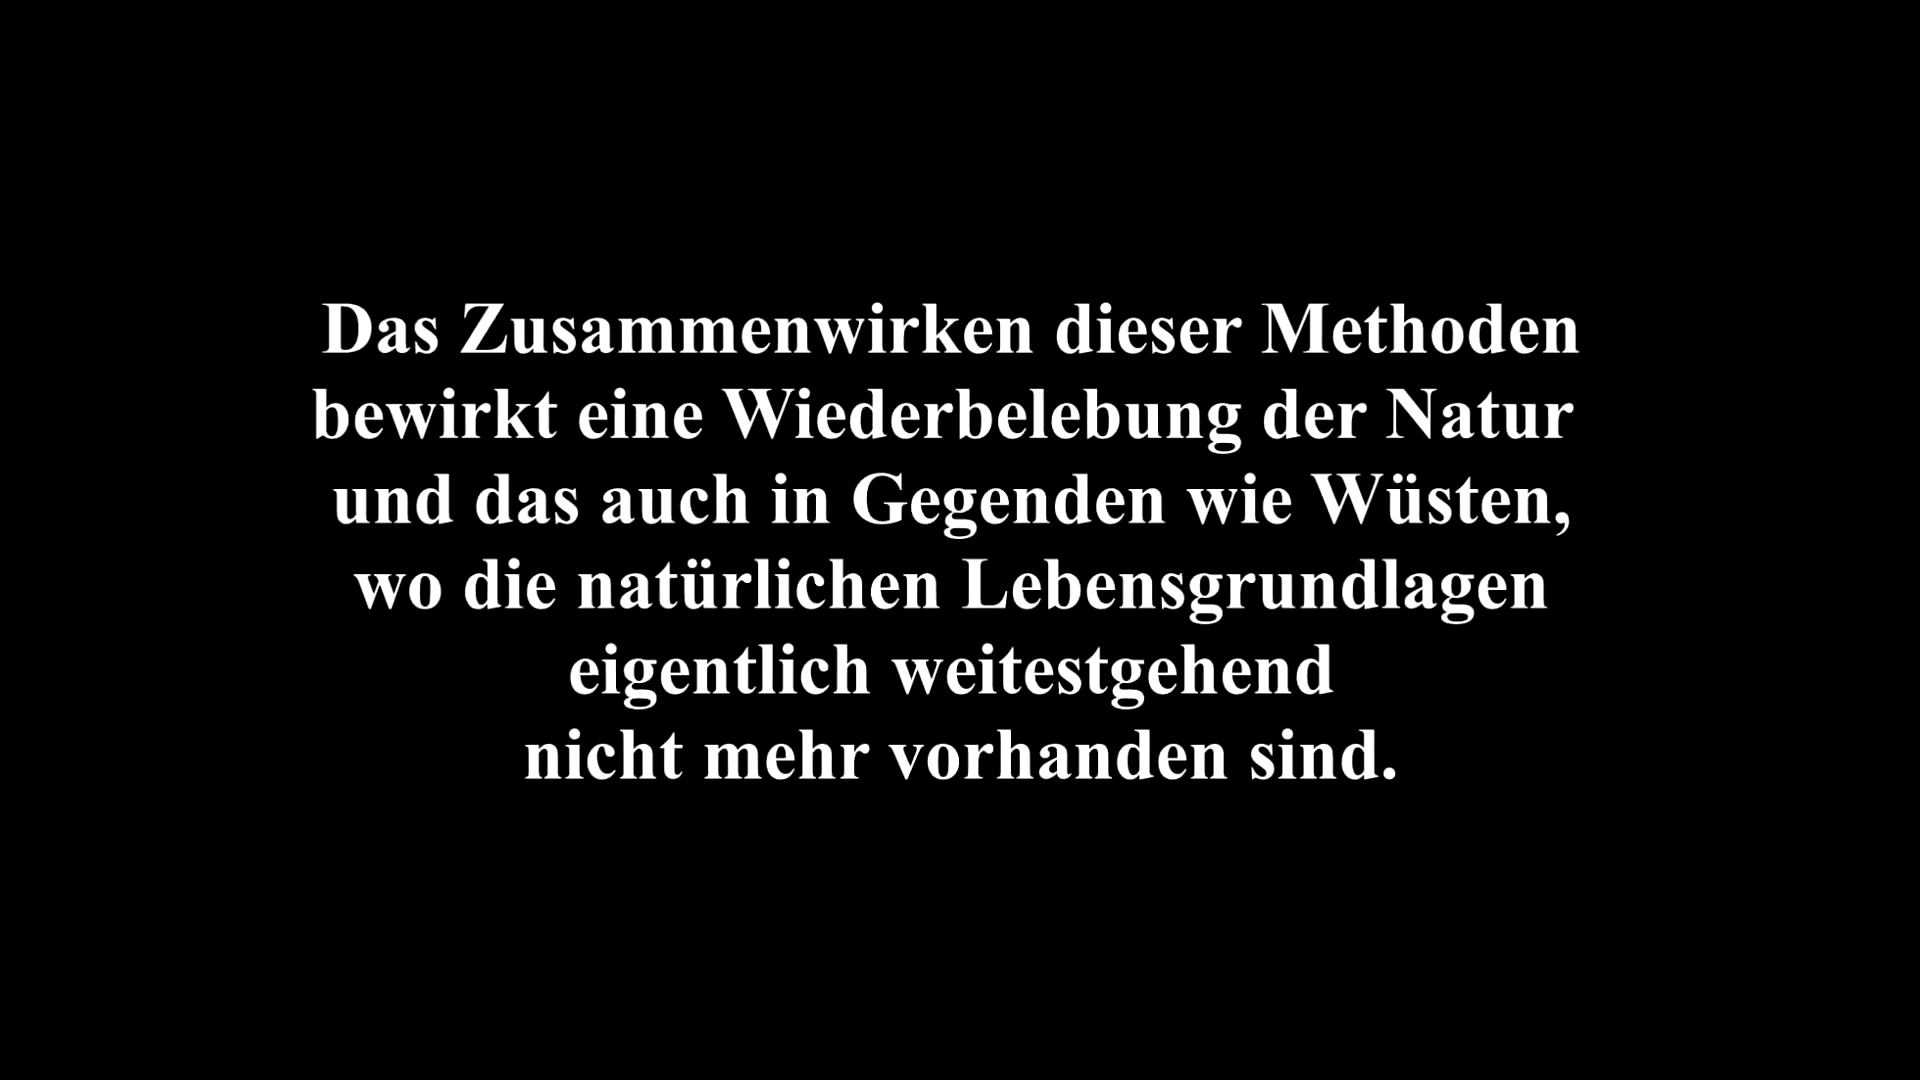 Das Zusammenwirken dieser Methoden
bewirkt eine Wiederbelebung der Natur
und das auch in Gegenden wie Wüsten,
wo die natürlichen Lebensgrundlagen
eigentlich weitestgehend
nicht mehr vorhanden sind.